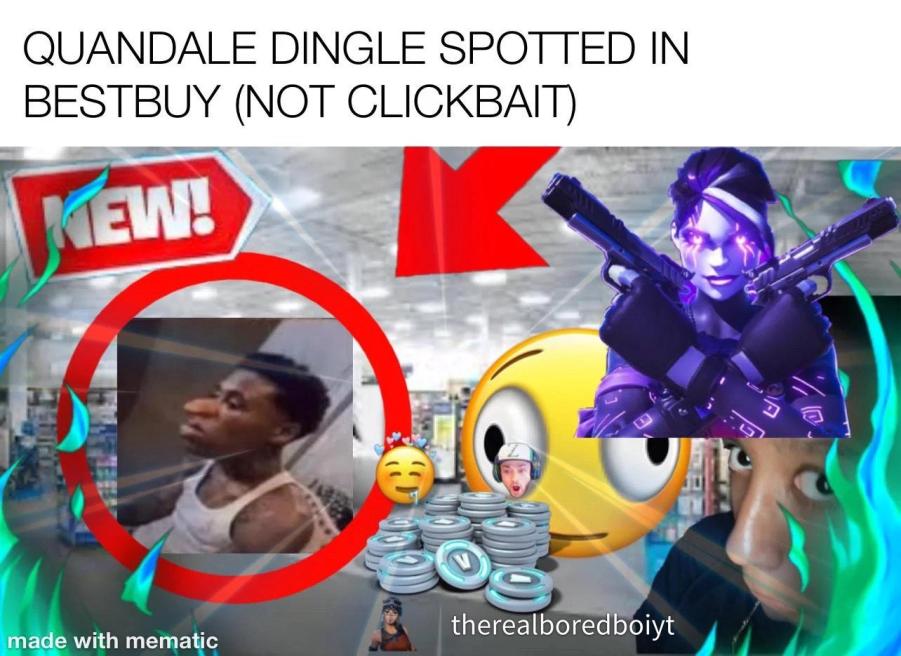 QUANDALE DINGLE SPOTTED IN
BESTBUY (NOT CLICKBAIT)
NEW!
therealboredboiyt
made with mematic